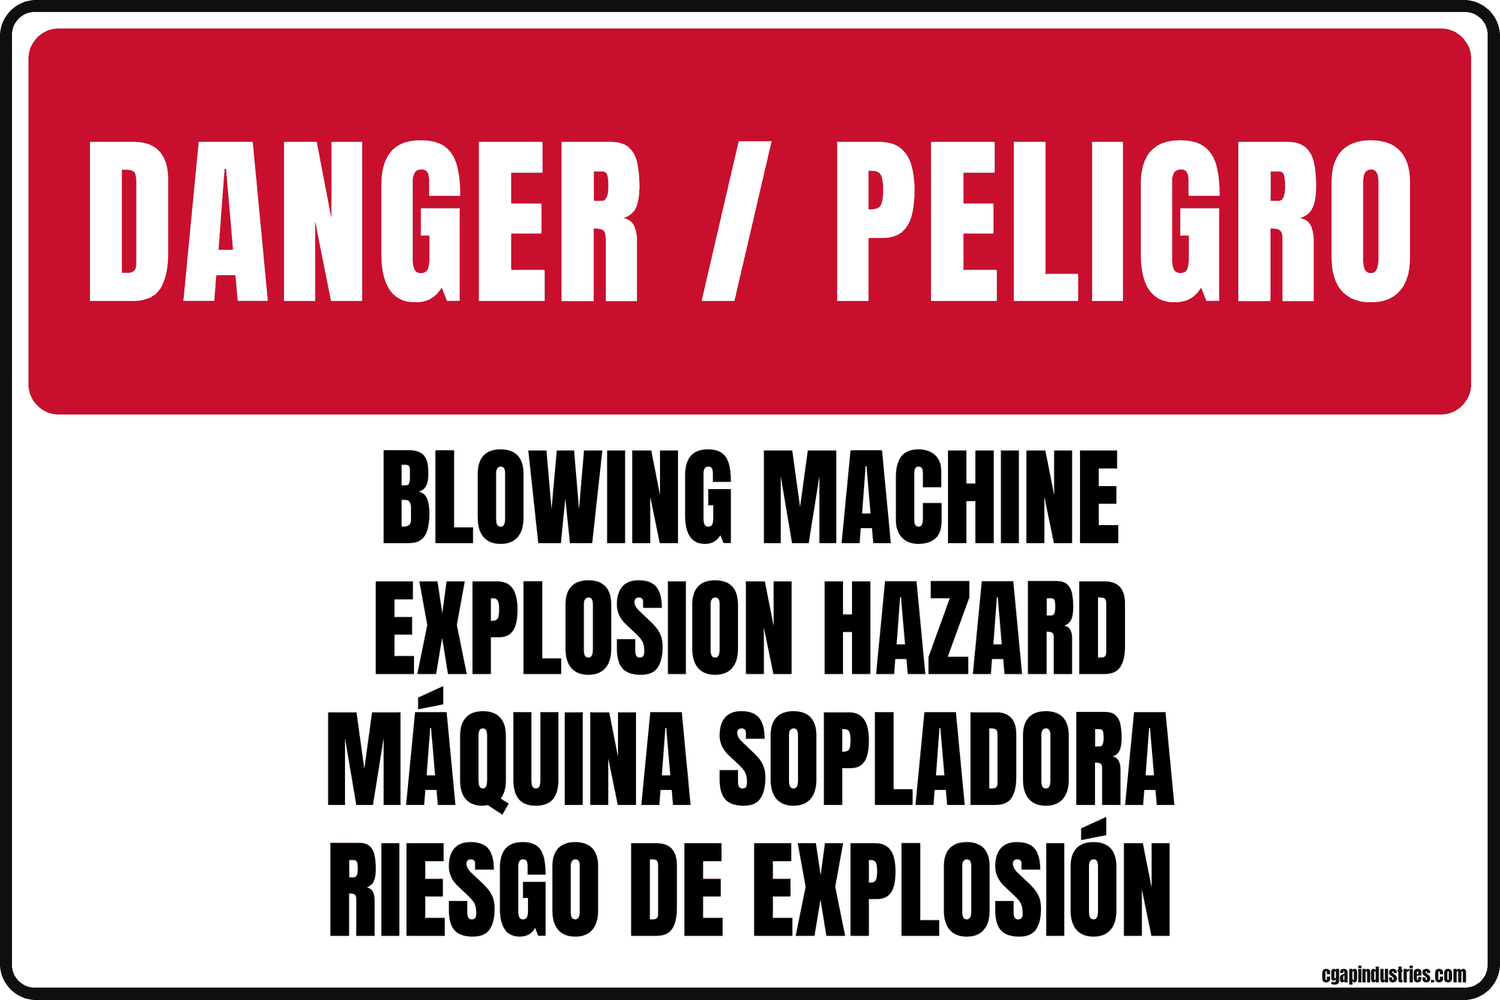 DANGER / PELIGRO
BLOWING MACHINE
EXPLOSION HAZARD
MÁQUINA SOPLADORA
RIESGO DE EXPLOSIÓN
cgapindustries.com